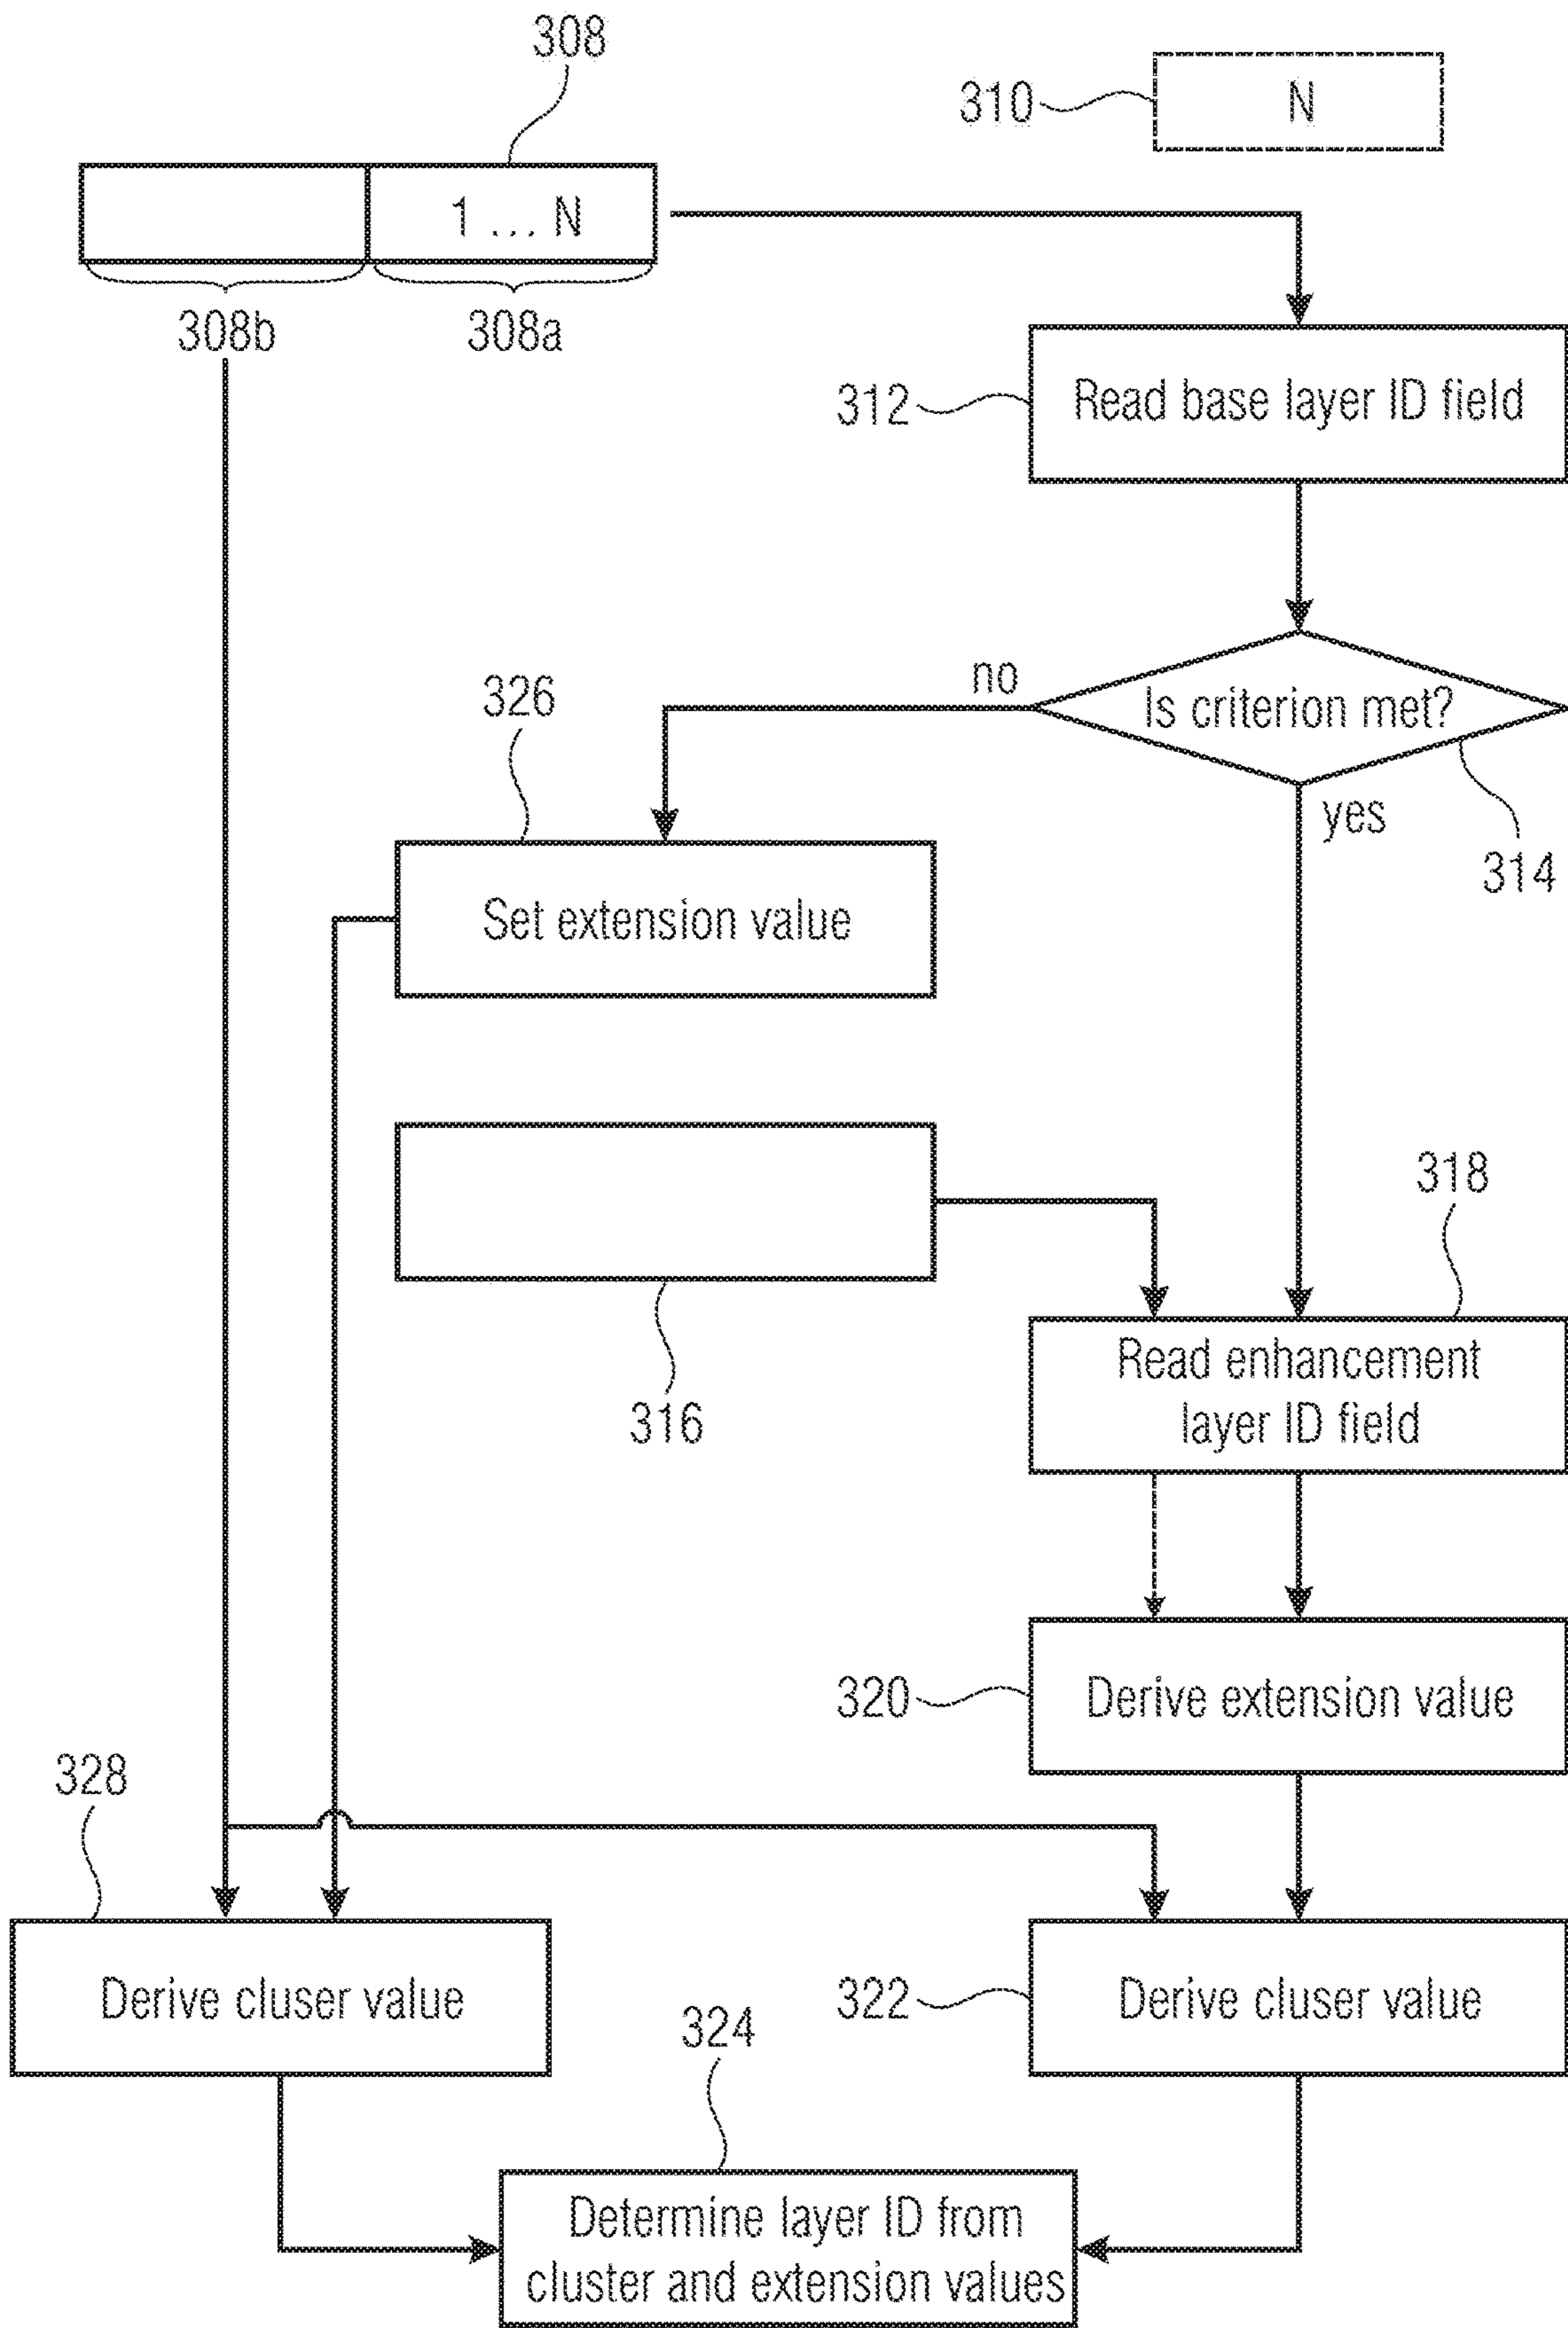 308
310
N
1 ... N
308b
308a
312
Read base layer ID field
no
Is criterion met?
326
yes
314
Set extension value
318
316
Read enhancement
layer ID field
320
Derive extension value
328
Derive cluser value
322
Derive cluser value
324
Determine layer ID from
cluster and extension values